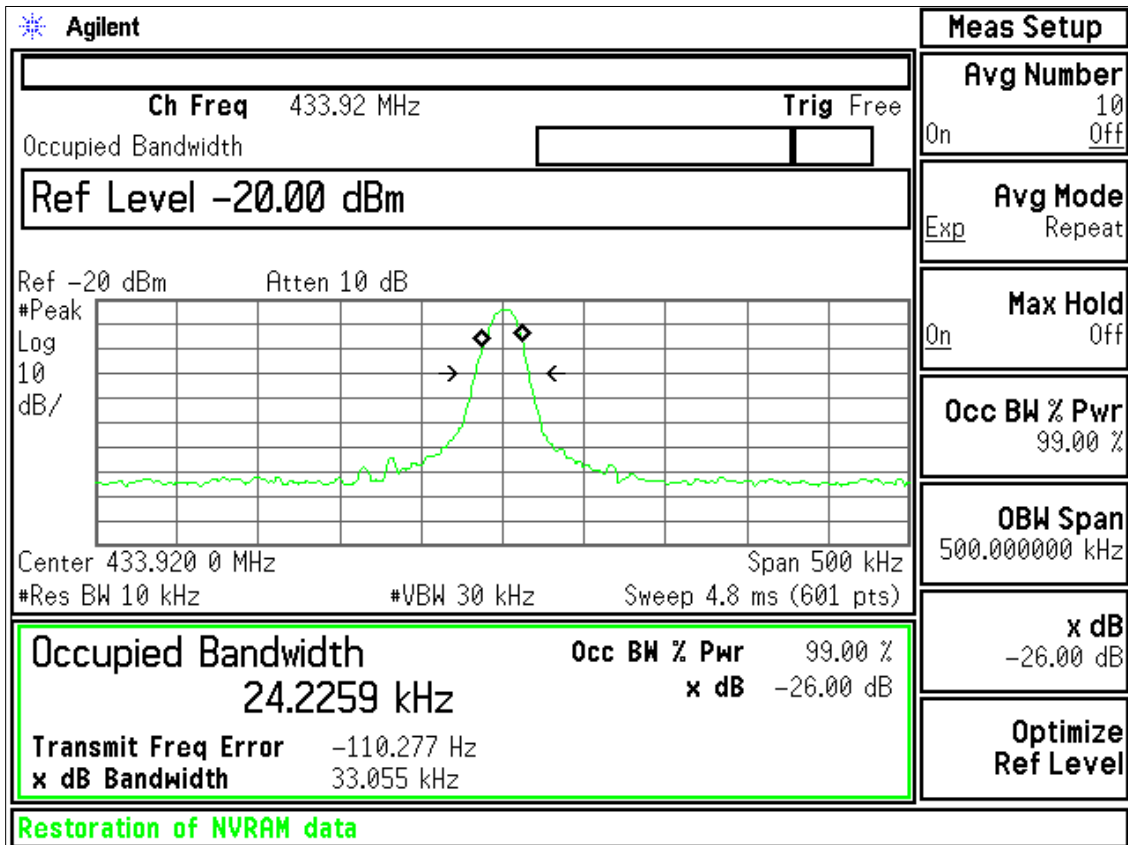 Agilent
Ch Freq 433.92 MHz Trig Free
Occupied Bandwidth
Ref Level -20.00 dBm
Ref -20 dBm Atten 10 dB
#Peak
Log
10
dB/
Center 433.920 0 MHz Span 500 kHz
#Res BW 10 kHz #VBW 30 kHz Sweep 4.8 ms (601 pts)
Occupied Bandwidth
24.2259 kHz
Occ BW % Pwr 99.00 %
x dB -26.00 dB
Transmit Freq Error -110.277 Hz
x dB Bandwidth 33.055 kHz
Restoration of NVRAM data
Meas Setup
Avg Number
10
On Off
Avg Mode
Exp Repeat
Max Hold
On Off
Occ BW % Pwr
99.00 %
OBW Span
500.000000 kHz
x dB
-26.00 dB
Optimize
Ref Level